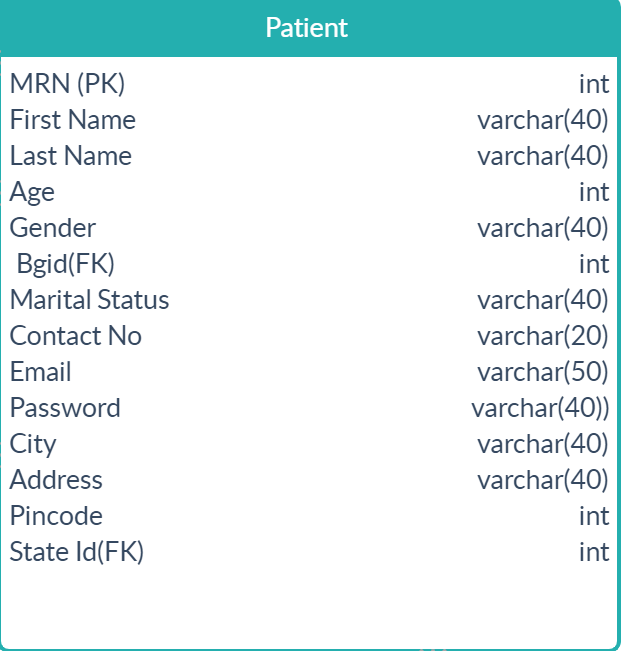 Patient
MRN (PK) int
First Name varchar(40)
Last Name varchar(40)
Age int
Gender varchar(40)
Bgid(FK) int
Marital Status varchar(40)
Contact No varchar(20)
Email varchar(50)
Password varchar(40))
City varchar(40)
Address varchar(40)
Pincode int
State Id(FK) int